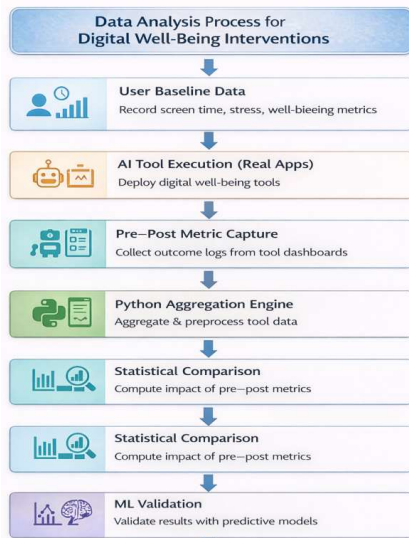 Data Analysis Process for
Digital Well-Being Interventions
User Baseline Data
Record screen time, stress, well-bieeing metrics
AI Tool Execution (Real Apps)
Deploy digital well-being tools
Pre–Post Metric Capture
Collect outcome logs from tool dashboards
Python Aggregation Engine
Aggregate & preprocess tool data
Statistical Comparison
Compute impact of pre–post metrics
Statistical Comparison
Compute impact of pre–post metrics
ML Validation
Validate results with predictive models